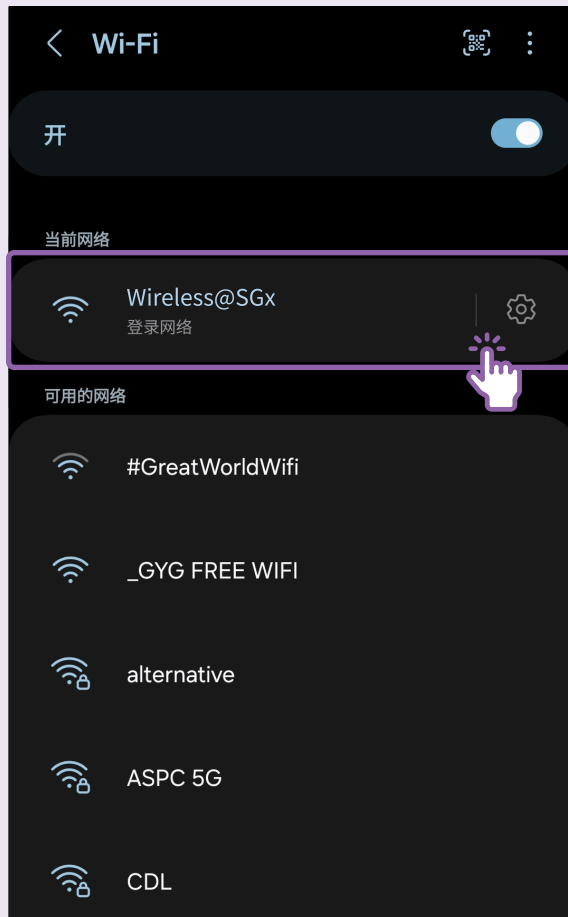 Wi-Fi
开
当前网络
Wireless@SGx
登录网络
可用的网络
#GreatWorldWifi
_GYG FREE WIFI
alternative
ASPC 5G
CDL